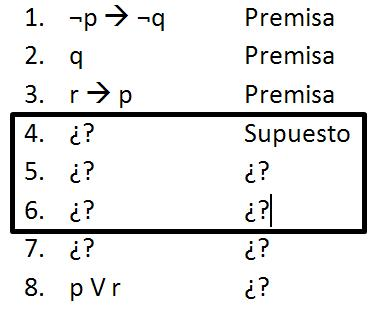 1. ¬p → ¬q Premisa
2. q Premisa
3. r → p Premisa
4. ¿? Supuesto
5. ¿? ¿?
6. ¿? ¿?
7. ¿? ¿?
8. p V r ¿?